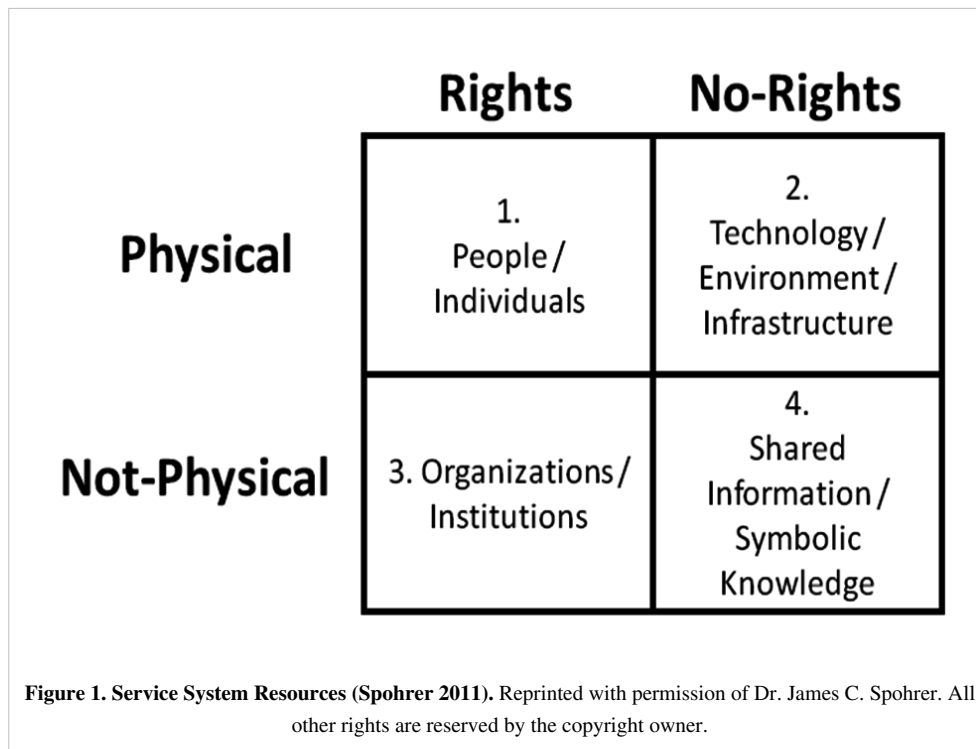 Rights No-Rights
Physical
1.
People/
Individuals
2.
Technology/
Environment/
Infrastructure
Not-Physical
3. Organizations/
Institutions
4.
Shared
Information/
Symbolic
Knowledge
Figure 1. Service System Resources (Spohrer 2011). Reprinted with permission of Dr. James C. Spohrer. All
other rights are reserved by the copyright owner.